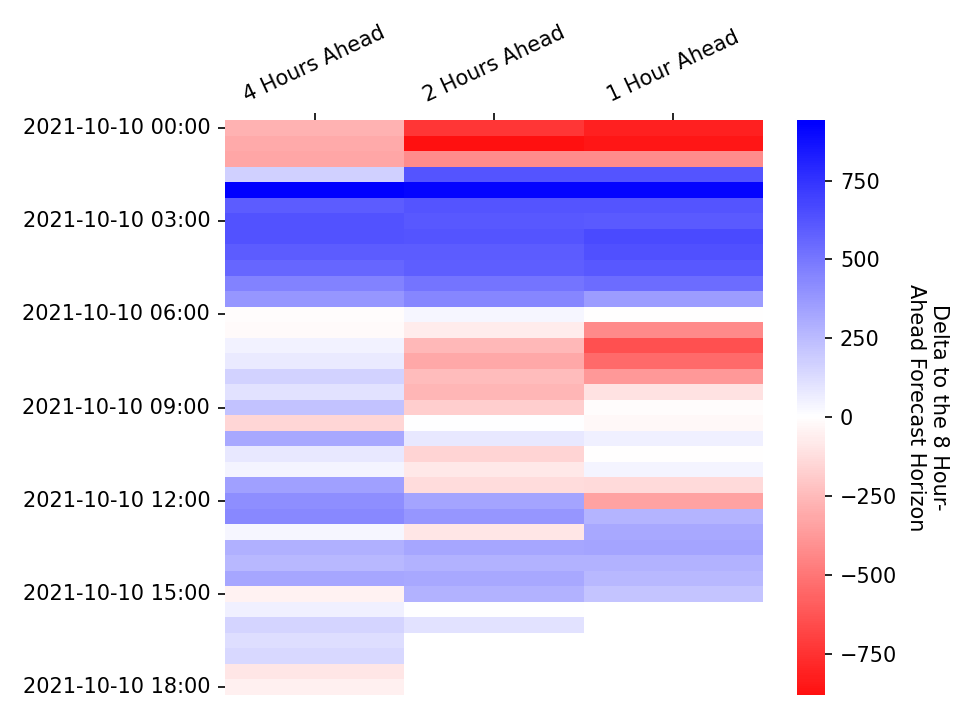 4 Hours Ahead
2 Hours Ahead
1 Hour Ahead
2021-10-10 00:00
2021-10-10 03:00
2021-10-10 06:00
2021-10-10 09:00
2021-10-10 12:00
2021-10-10 15:00
2021-10-10 18:00
750
500
250
0
−250
−500
−750
Delta to the 8 Hour-
Ahead Forecast Horizon